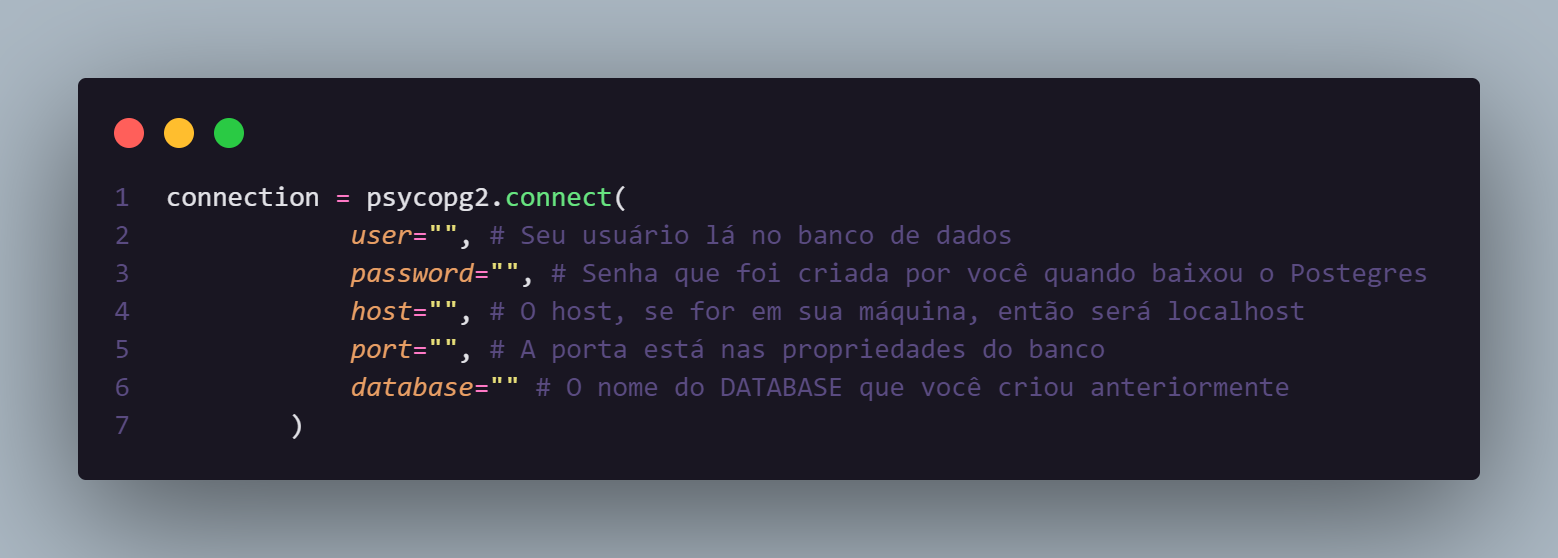 1 connection = psycopg2.connect(
2 user="", # Seu usuário lá no banco de dados
3 password="", # Senha que foi criada por você quando baixou o Postegres
4 host="", # O host, se for em sua máquina, então será localhost
5 port="", # A porta está nas propriedades do banco
6 database="" # O nome do DATABASE que você criou anteriormente
7 )